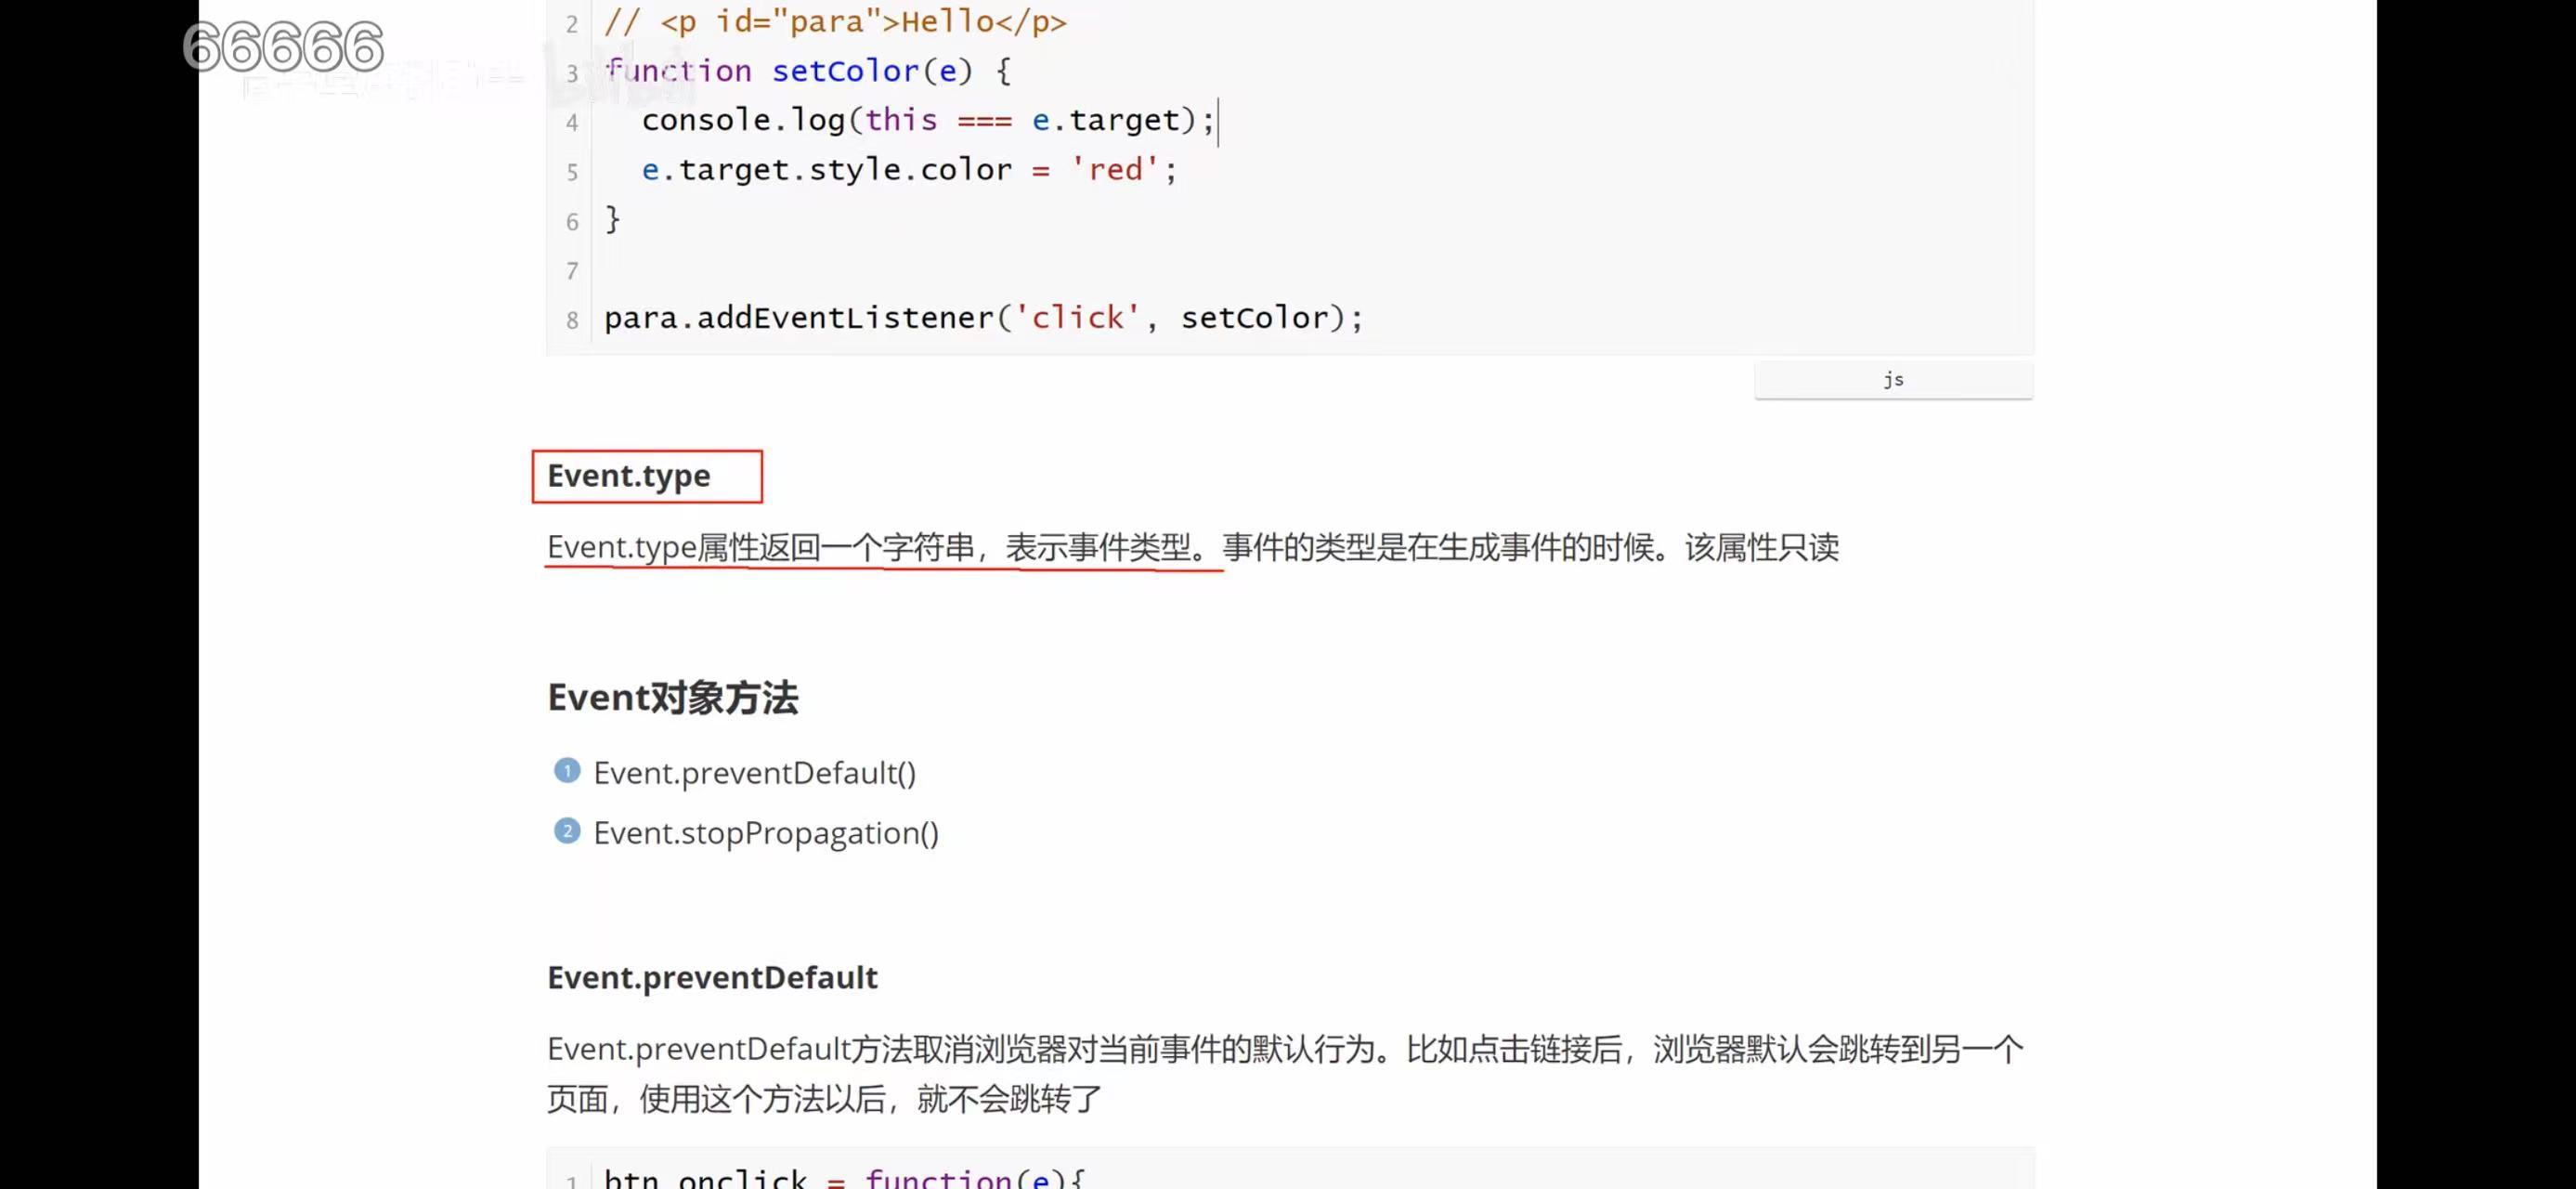 66666
2 // <p id="para">Hello</p>
3 function setColor(e) {
4 console.log(this === e.target);
5 e.target.style.color = 'red';
6 }
7
8 para.addEventListener('click', setColor);
js
Event.type
Event.type属性返回一个字符串，表示事件类型。事件的类型是在生成事件的时候。该属性只读
Event对象方法
1 Event.preventDefault()
2 Event.stopPropagation()
Event.preventDefault
Event.preventDefault方法取消浏览器对当前事件的默认行为。比如点击链接后，浏览器默认会跳转到另一个
页面，使用这个方法以后，就不会跳转了
1 btn.onclick = function(e){